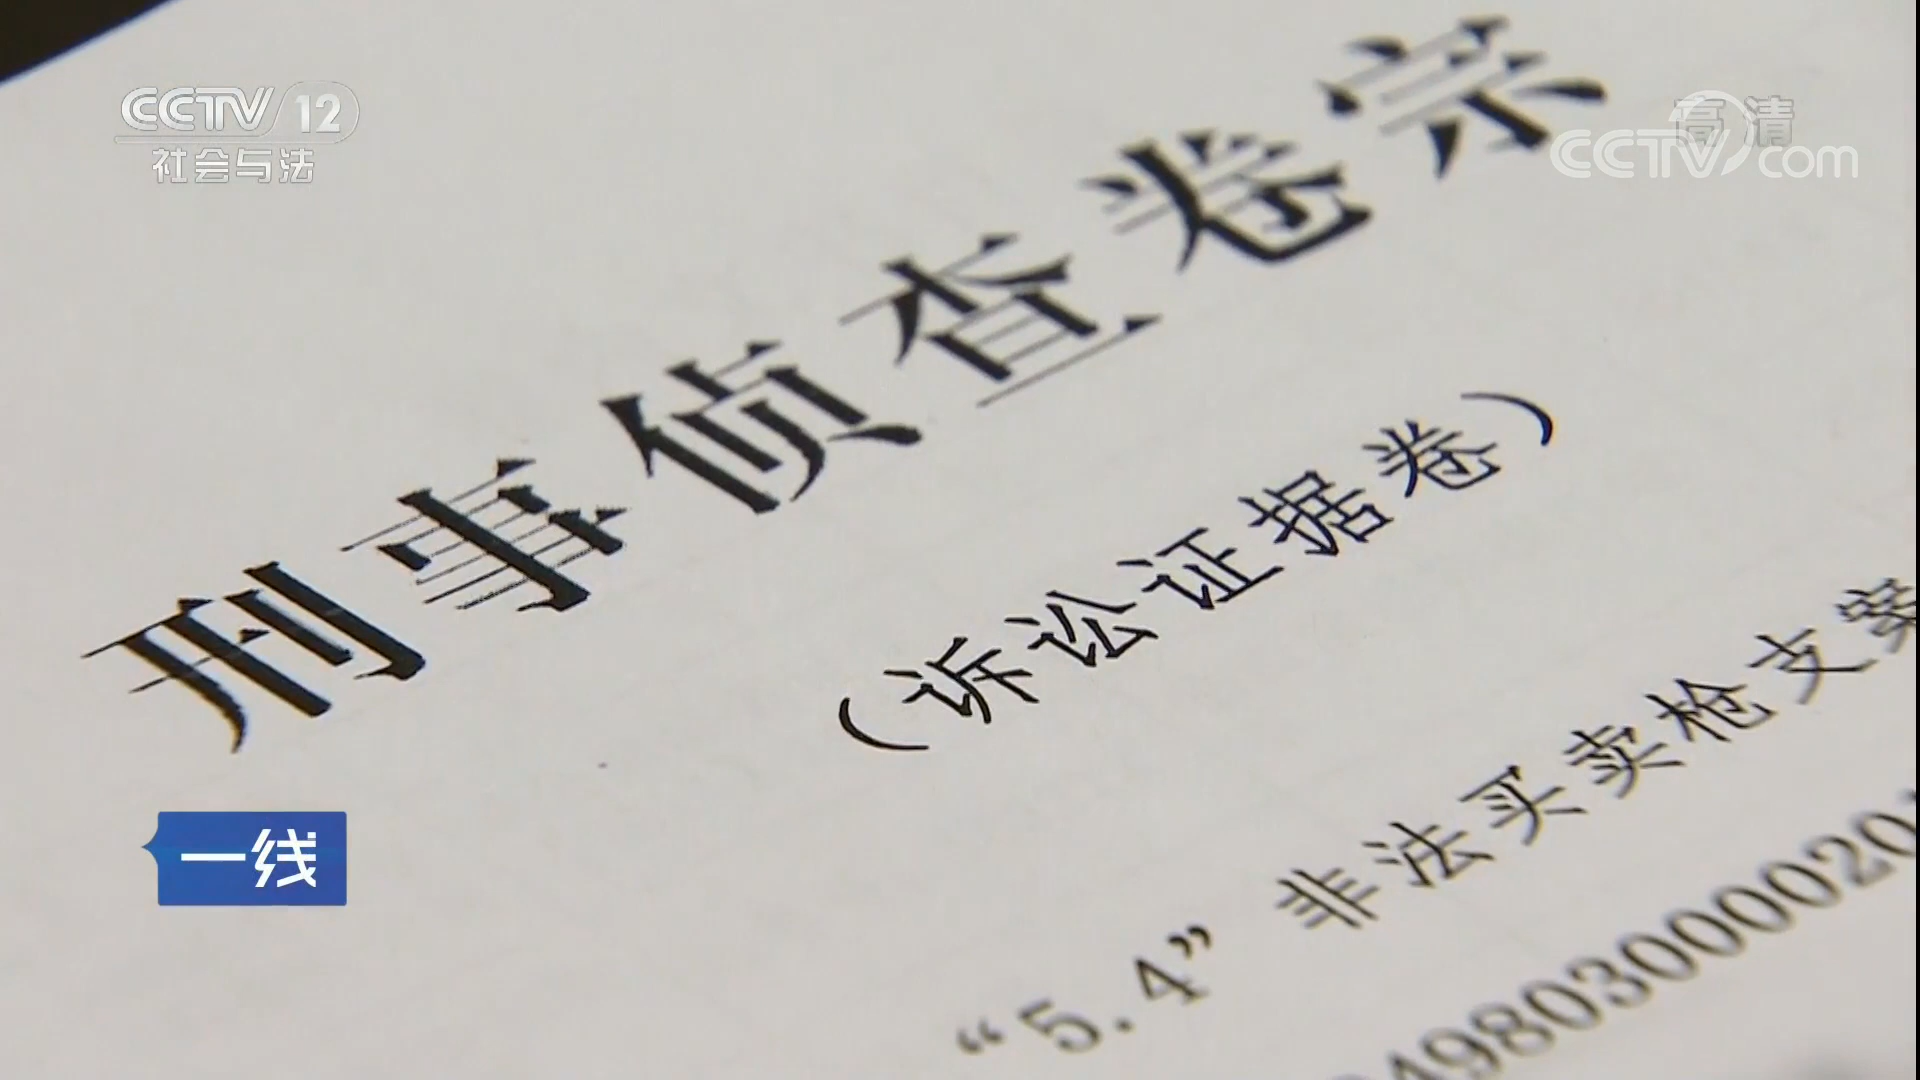 CCTV 12
社会与法
高清
CCTV.com
刑事侦查卷宗
（诉讼证据卷）
“5.4”非法买卖枪支案
一线